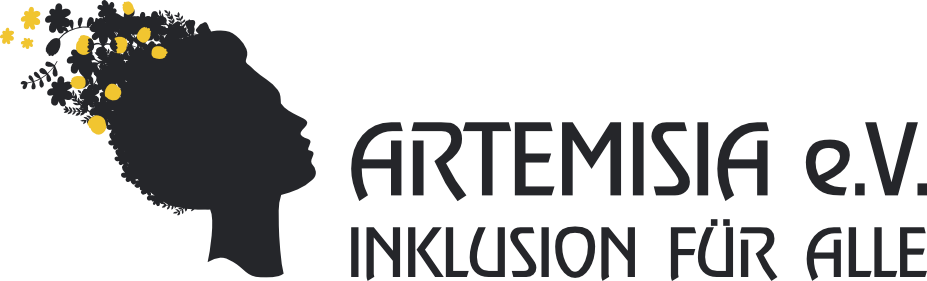 ARTEMISIA e.V.
INKLUSION FÜR ALLE